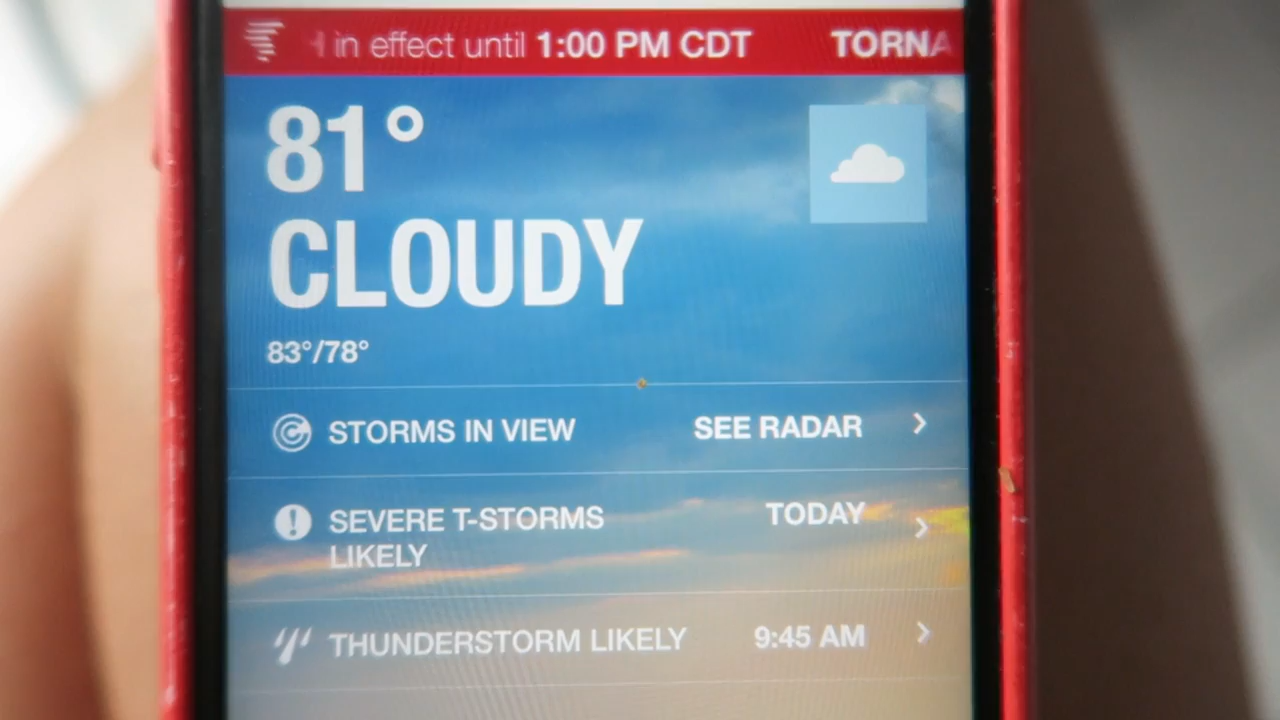 in effect until 1:00 PM CDT TORNA
81°
CLOUDY
83°/78°
STORMS IN VIEW SEE RADAR
SEVERE T-STORMS TODAY
LIKELY
THUNDERSTORM LIKELY 9:45 AM